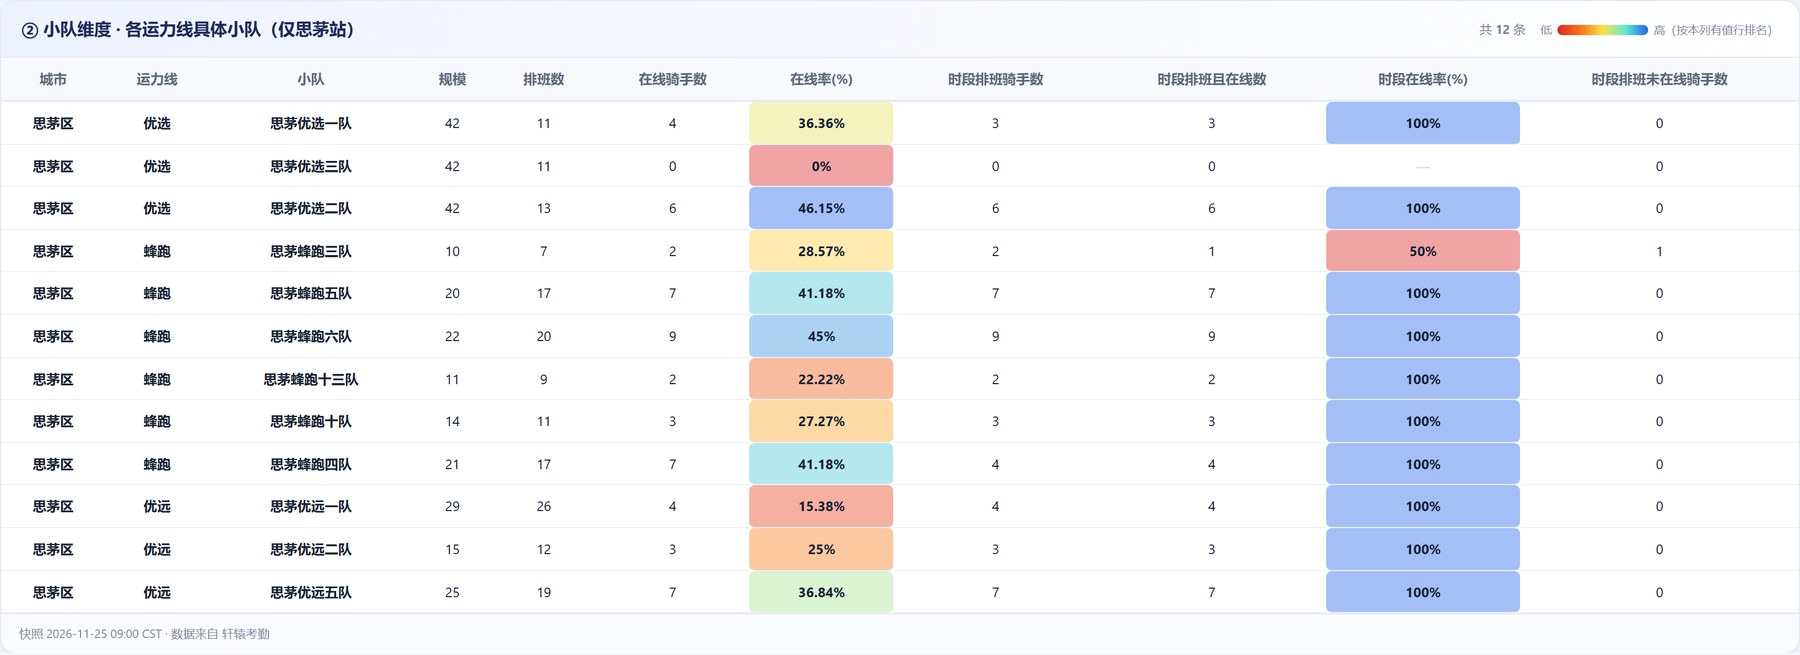 ② 小队维度 · 各运力线具体小队（仅思茅站）
共 12 条 低 高 (按本列有值行排名)
城市 运力线 小队 规模 排班数 在线骑手数 在线率(%) 时段排班骑手数 时段排班且在线数 时段在线率(%) 时段排班未在线骑手数
思茅区 优选 思茅优选一队 42 11 4 36.36% 3 3 100% 0
思茅区 优选 思茅优选三队 42 11 0 0% 0 0 — 0
思茅区 优选 思茅优选二队 42 13 6 46.15% 6 6 100% 0
思茅区 蜂跑 思茅蜂跑三队 10 7 2 28.57% 2 1 50% 1
思茅区 蜂跑 思茅蜂跑五队 20 17 7 41.18% 7 7 100% 0
思茅区 蜂跑 思茅蜂跑六队 22 20 9 45% 9 9 100% 0
思茅区 蜂跑 思茅蜂跑十三队 11 9 2 22.22% 2 2 100% 0
思茅区 蜂跑 思茅蜂跑十队 14 11 3 27.27% 3 3 100% 0
思茅区 蜂跑 思茅蜂跑四队 21 17 7 41.18% 4 4 100% 0
思茅区 优远 思茅优远一队 29 26 4 15.38% 4 4 100% 0
思茅区 优远 思茅优远二队 15 12 3 25% 3 3 100% 0
思茅区 优远 思茅优远五队 25 19 7 36.84% 7 7 100% 0
快照 2026-11-25 09:00 CST · 数据来自 轩辕考勤